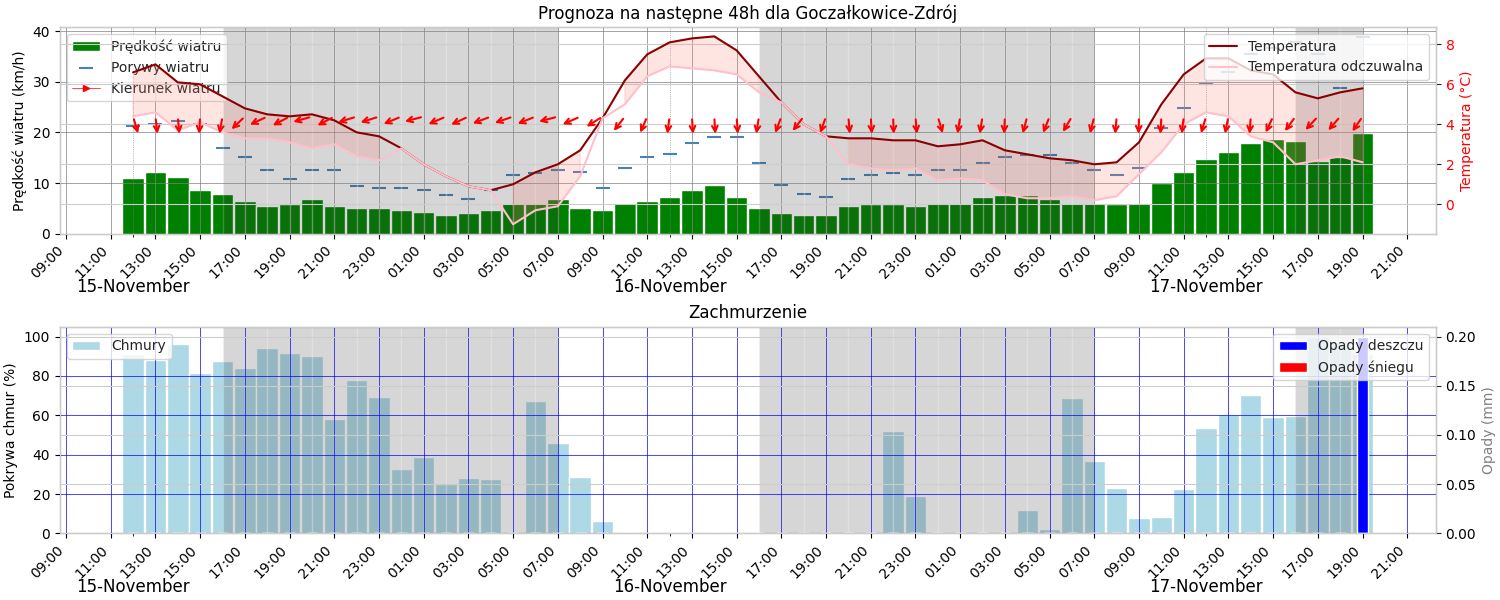 Prognoza na następne 48h dla Goczałkowice-Zdrój
Prędkość wiatru (km/h)
40
30
20
10
0
Prędkość wiatru
Porywy wiatru
Kierunek wiatru
Temperatura
Temperatura odczuwalna
8
6
4
2
0
Temperatura (°C)
09:00 11:00 13:00 15:00 17:00 19:00 21:00 23:00 01:00 03:00 05:00 07:00 09:00 11:00 13:00 15:00 17:00 19:00 21:00 23:00 01:00 03:00 05:00 07:00 09:00 11:00 13:00 15:00 17:00 19:00 21:00
15-November 16-November 17-November
Zachmurzenie
Pokrywa chmur (%)
100
80
60
40
20
0
Chmury
Opady deszczu
Opady śniegu
0.20
0.15
0.10
0.05
0.00
Opady (mm)
09:00 11:00 13:00 15:00 17:00 19:00 21:00 23:00 01:00 03:00 05:00 07:00 09:00 11:00 13:00 15:00 17:00 19:00 21:00 23:00 01:00 03:00 05:00 07:00 09:00 11:00 13:00 15:00 17:00 19:00 21:00
15-November 16-November 17-November